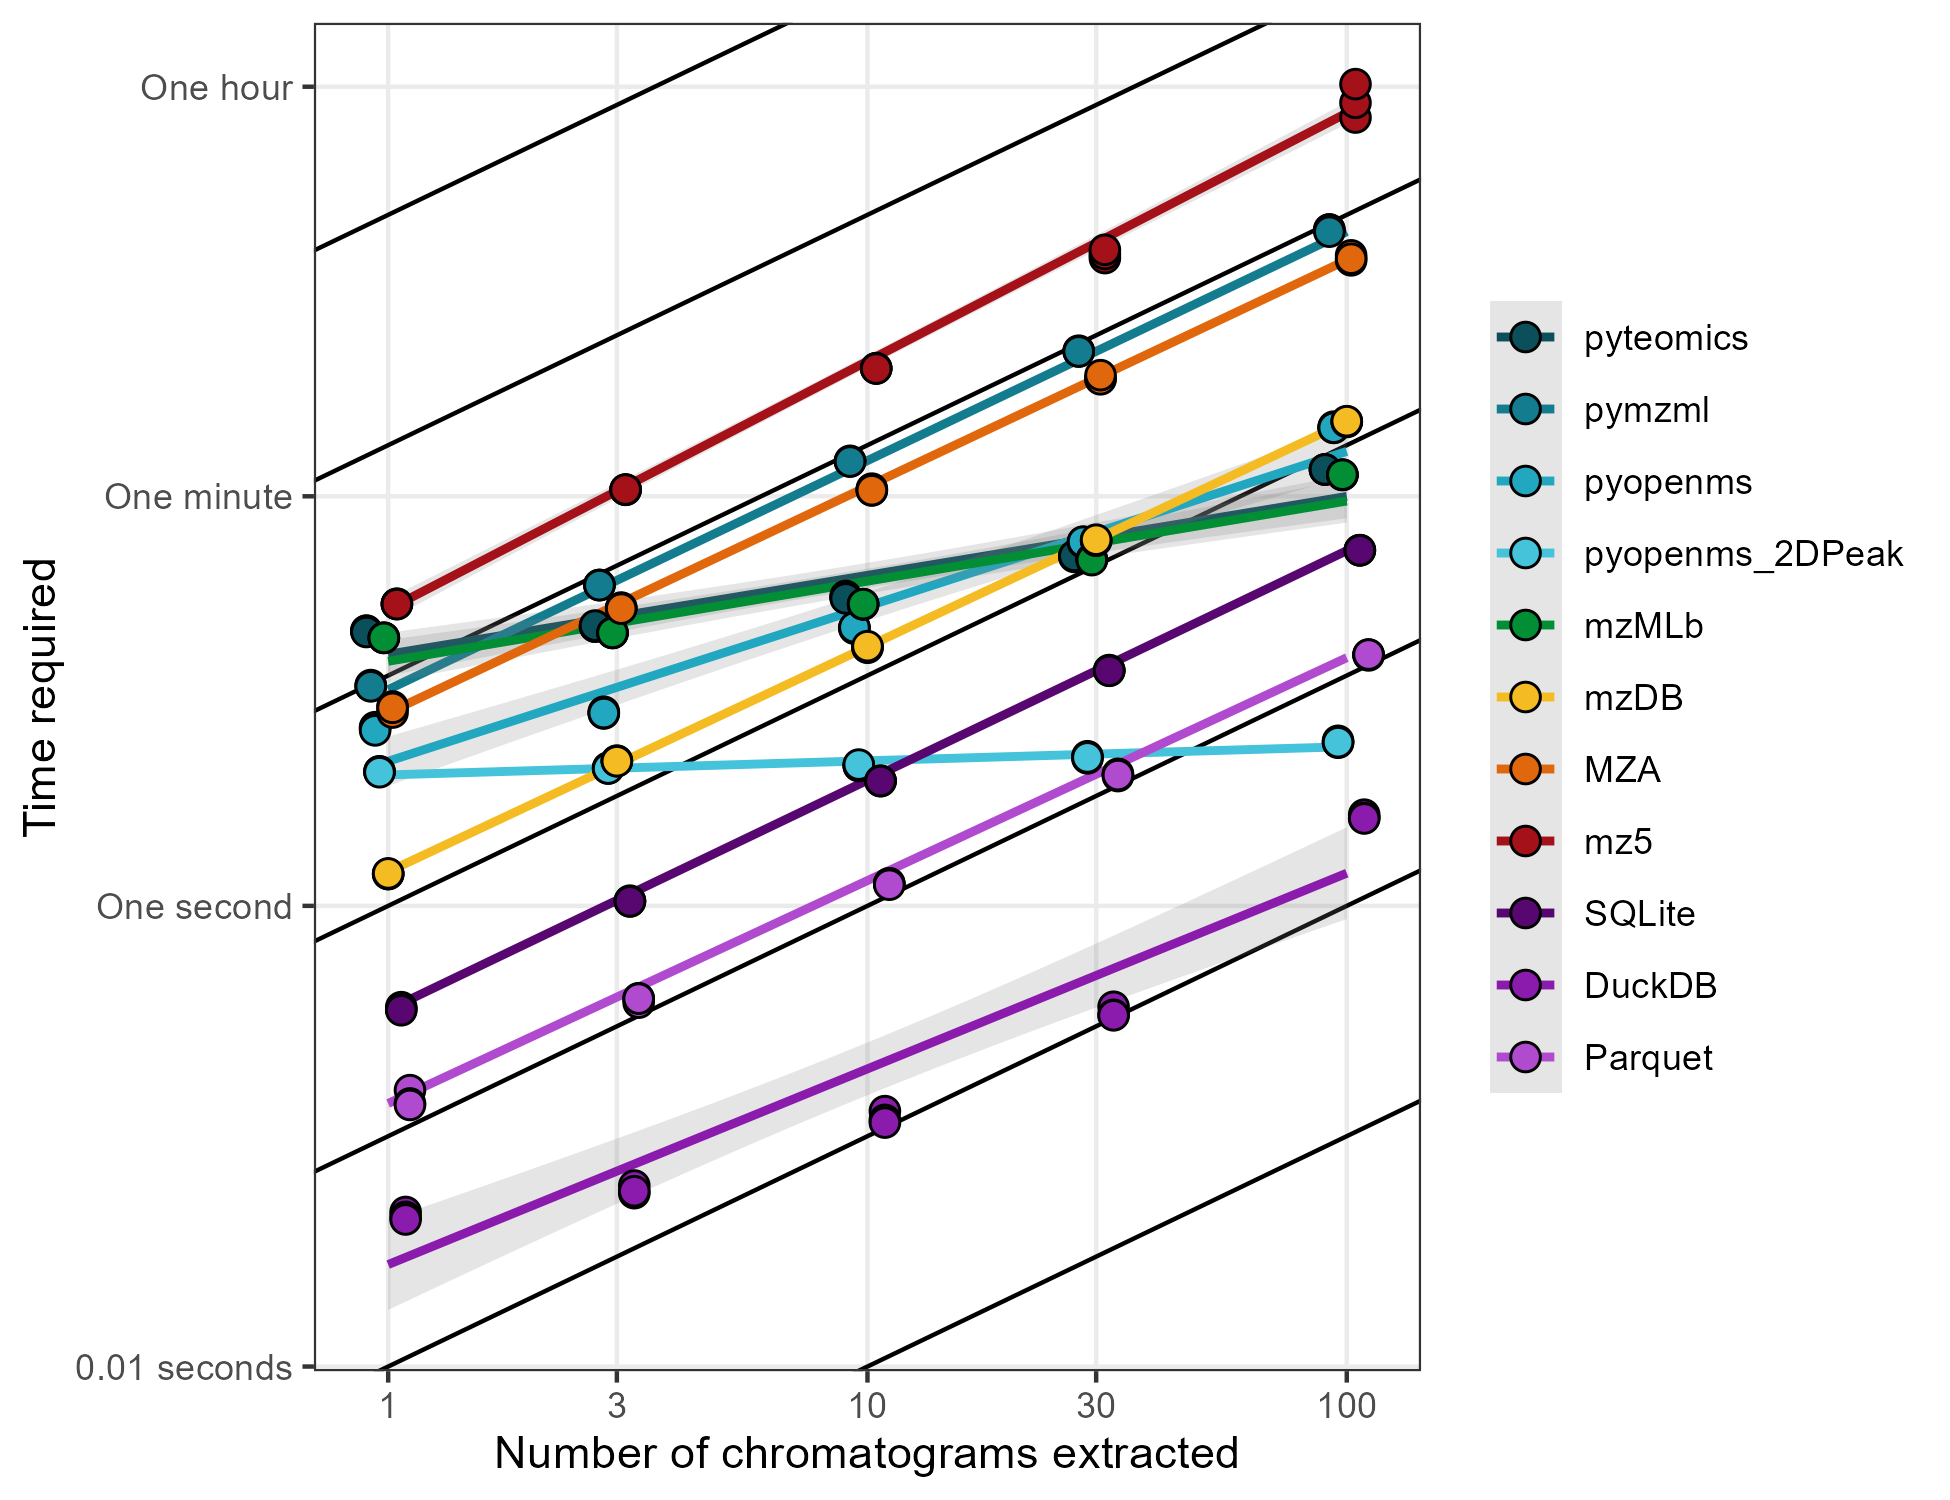 One hour
One minute
One second
0.01 seconds
Time required
1 3 10 30 100
Number of chromatograms extracted
pyteomics
pymzml
pyopenms
pyopenms_2DPeak
mzMLb
mzDB
MZA
mz5
SQLite
DuckDB
Parquet